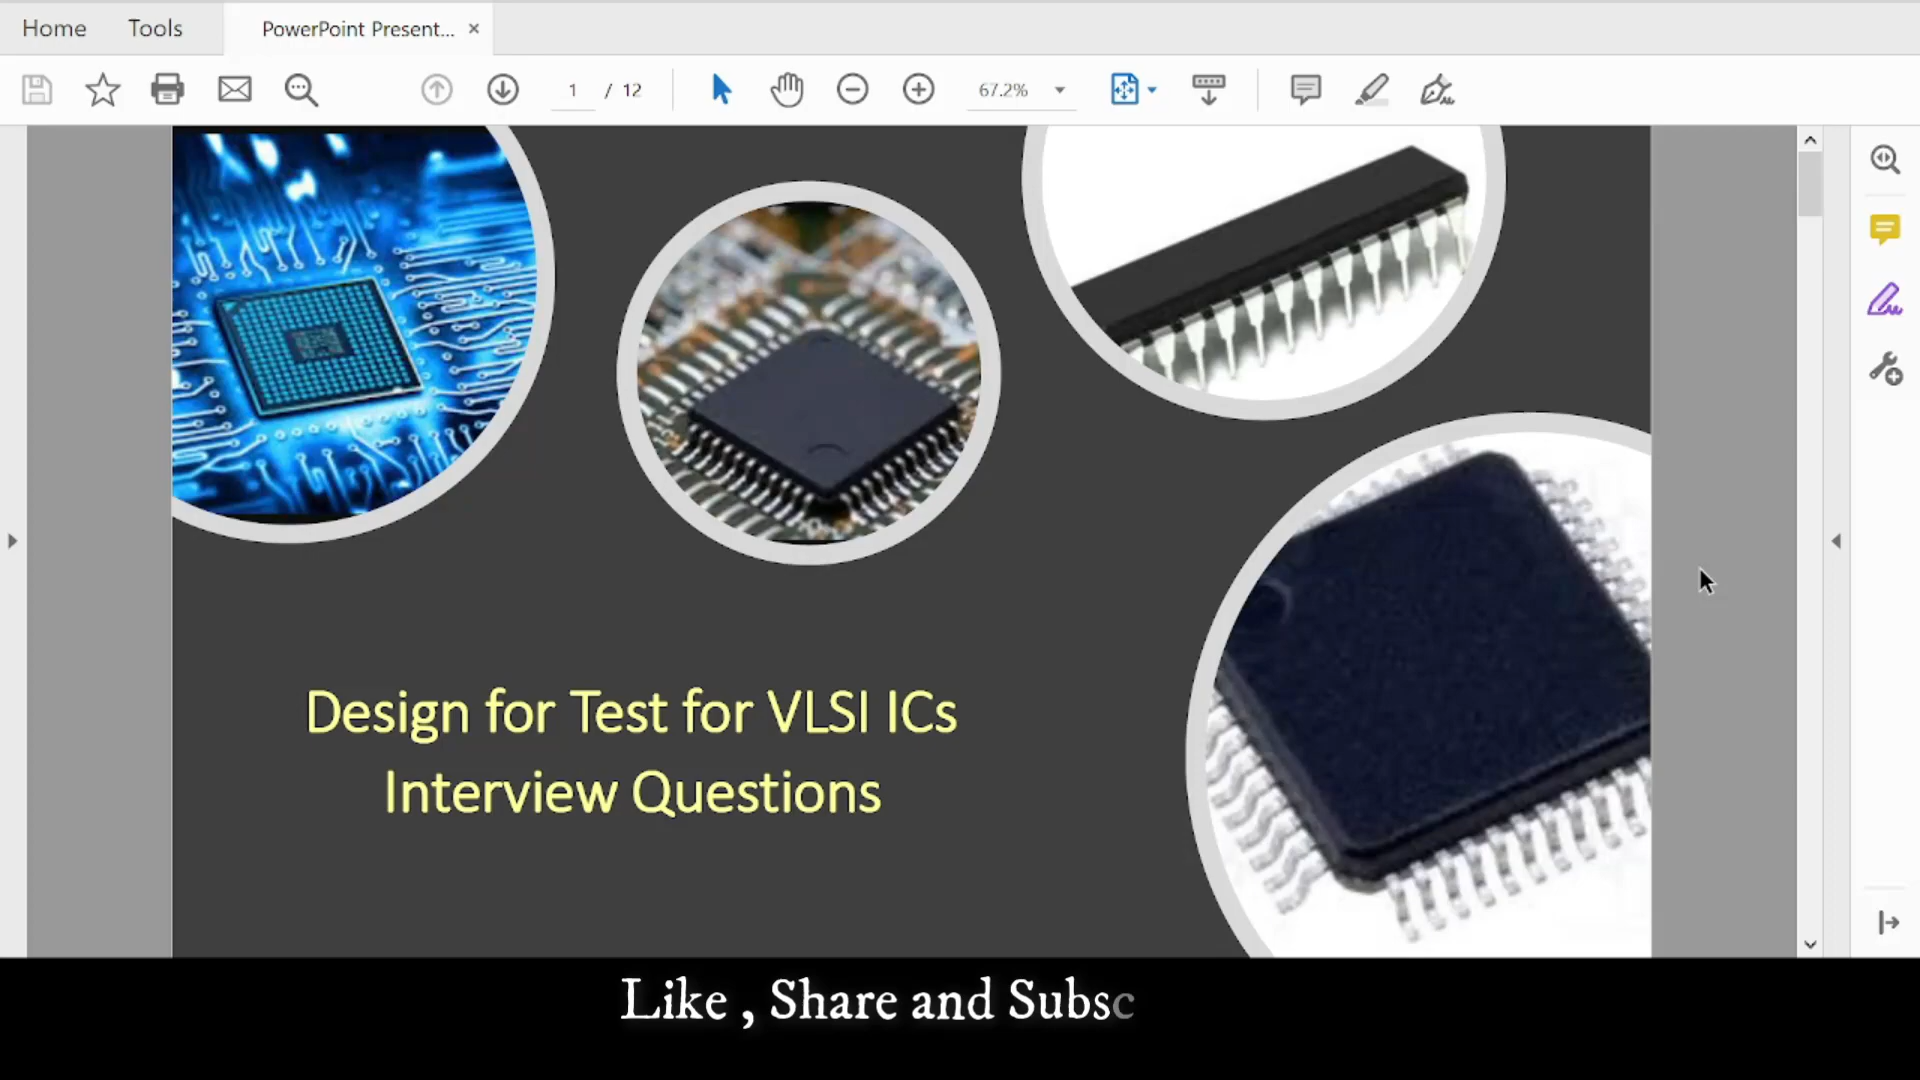 Home Tools PowerPoint Present... ×
1 / 12 67.2%
Design for Test for VLSI ICs
Interview Questions
Like , Share and Subsc